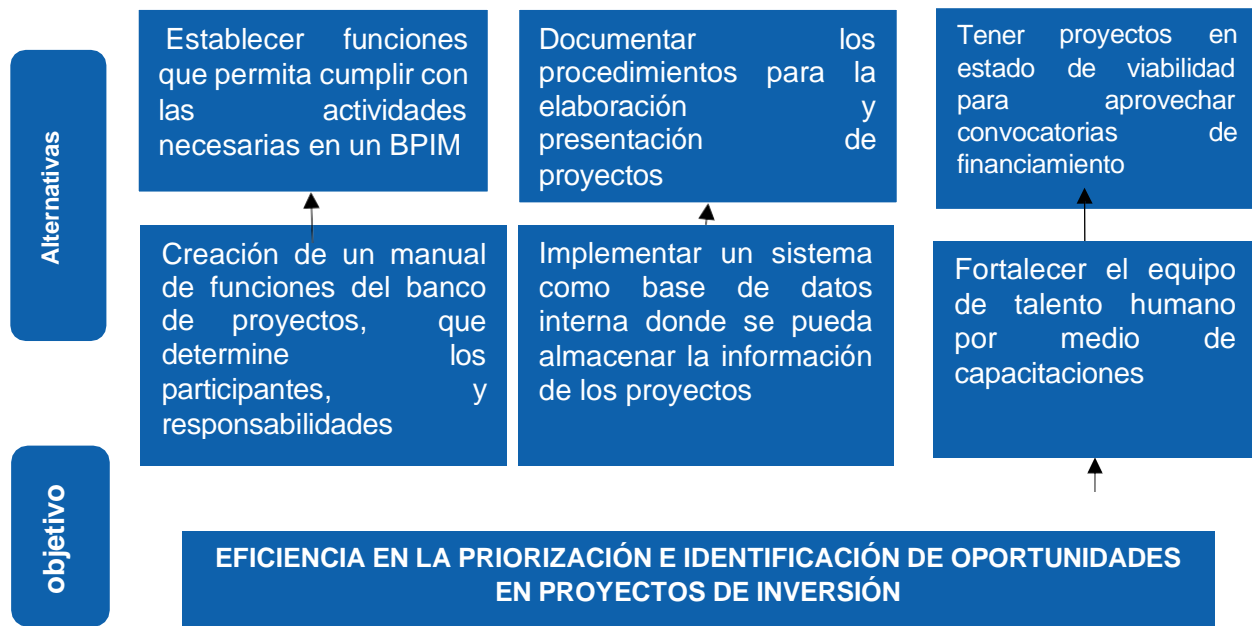 Alternativas
Establecer funciones
que permita cumplir con
las actividades
necesarias en un BPIM
Documentar los
procedimientos para la
elaboración y
presentación de
proyectos
Tener proyectos en
estado de viabilidad
para aprovechar
convocatorias de
financiamiento
Creación de un manual
de funciones del banco
de proyectos, que
determine los
participantes, y
responsabilidades
Implementar un sistema
como base de datos
interna donde se pueda
almacenar la información
de los proyectos
Fortalecer el equipo
de talento humano
por medio de
capacitaciones
objetivo
EFICIENCIA EN LA PRIORIZACIÓN E IDENTIFICACIÓN DE OPORTUNIDADES
EN PROYECTOS DE INVERSIÓN